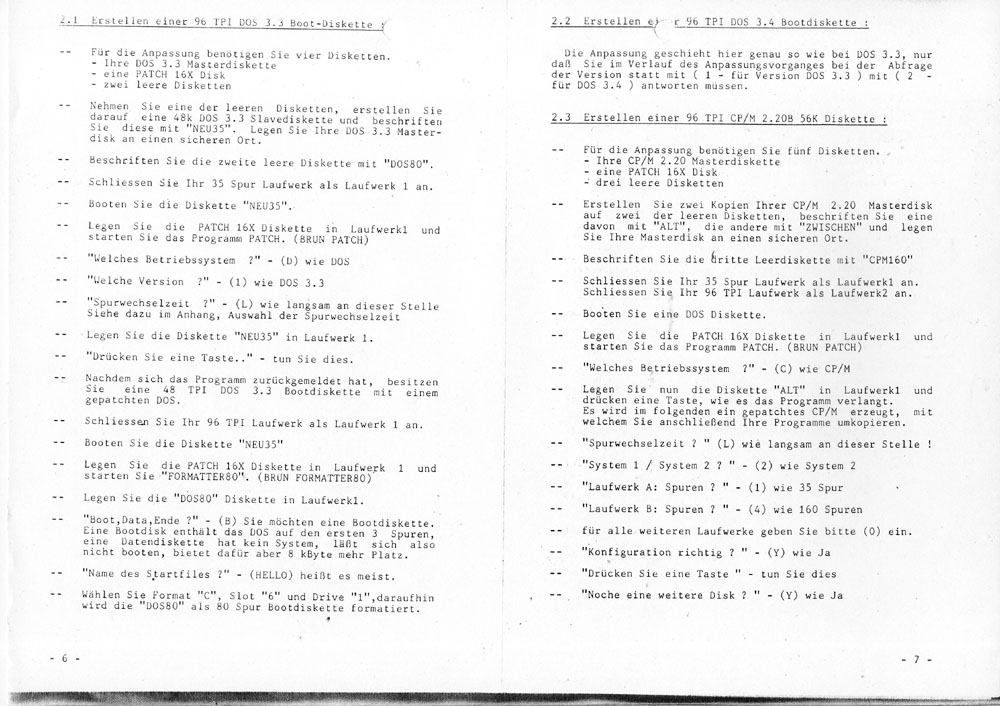 2.1 Erstellen einer 96 TPI DOS 3.3 Boot-Diskette :
-- Für die Anpassung benötigen Sie vier Disketten.
- Ihre DOS 3.3 Masterdiskette
- eine PATCH 16X Disk
- zwei leere Disketten
-- Nehmen Sie eine der leeren Disketten, erstellen Sie
darauf eine 48k DOS 3.3 Slavediskette und beschriften
Sie diese mit "NEU35". Legen Sie Ihre DOS 3.3 Master-
disk an einen sicheren Ort.
-- Beschriften Sie die zweite leere Diskette mit "DOS80".
-- Schliessen Sie Ihr 35 Spur Laufwerk als Laufwerk 1 an.
-- Booten Sie die Diskette "NEU35".
-- Legen Sie die PATCH 16X Diskette in Laufwerk1 und
starten Sie das Programm PATCH. (BRUN PATCH)
-- "Welches Betriebssystem ?" - (D) wie DOS
-- "Welche Version ?" - (1) wie DOS 3.3
-- "Spurwechselzeit ?" - (L) wie langsam an dieser Stelle
Siehe dazu im Anhang, Auswahl der Spurwechselzeit
-- Legen Sie die Diskette "NEU35" in Laufwerk 1.
-- "Drücken Sie eine Taste.." - tun Sie dies.
-- Nachdem sich das Programm zurückgemeldet hat, besitzen
Sie eine 48 TPI DOS 3.3 Bootdiskette mit einem
gepatchten DOS.
-- Schliessen Sie Ihr 96 TPI Laufwerk als Laufwerk 1 an.
-- Booten Sie die Diskette "NEU35"
-- Legen Sie die PATCH 16X Diskette in Laufwerk 1 und
starten Sie "FORMATTER80". (BRUN FORMATTER80)
-- Legen Sie die "DOS80" Diskette in Laufwerk1.
-- "Boot,Data,Ende ?" - (B) Sie möchten eine Bootdiskette.
Eine Bootdisk enthält das DOS auf den ersten 3 Spuren,
eine Datendiskette hat kein System, läßt sich also
nicht booten, bietet dafür aber 8 kByte mehr Platz.
-- "Name des Startfiles ?" - (HELLO) heißt es meist.
-- Wählen Sie Format "C", Slot "6" und Drive "1",daraufhin
wird die "DOS80" als 80 Spur Bootdiskette formatiert.
- 6 -
2.2 Erstellen einer 96 TPI DOS 3.4 Bootdiskette :
Die Anpassung geschieht hier genau so wie bei DOS 3.3, nur
daß Sie im Verlauf des Anpassungsvorganges bei der Abfrage
der Version statt mit ( 1 - für Version DOS 3.3 ) mit ( 2 -
für DOS 3.4 ) antworten müssen.
2.3 Erstellen einer 96 TPI CP/M 2.20B 56K Diskette :
-- Für die Anpassung benötigen Sie fünf Disketten.
- Ihre CP/M 2.20 Masterdiskette
- eine PATCH 16X Disk
- drei leere Disketten
-- Erstellen Sie zwei Kopien Ihrer CP/M 2.20 Masterdisk
auf zwei der leeren Disketten, beschriften Sie eine
davon mit "ALT", die andere mit "ZWISCHEN" und legen
Sie Ihre Masterdisk an einen sicheren Ort.
-- Beschriften Sie die dritte Leerdiskette mit "CPM160"
-- Schliessen Sie Ihr 35 Spur Laufwerk als Laufwerk1 an.
Schliessen Sie Ihr 96 TPI Laufwerk als Laufwerk2 an.
-- Booten Sie eine DOS Diskette.
-- Legen Sie die PATCH 16X Diskette in Laufwerk1 und
starten Sie das Programm PATCH. (BRUN PATCH)
-- "Welches Betriebssystem ?" - (C) wie CP/M
-- Legen Sie nun die Diskette "ALT" in Laufwerk1 und
drücken eine Taste, wie es das Programm verlangt.
Es wird im folgenden ein gepatchtes CP/M erzeugt, mit
welchem Sie anschließend Ihre Programme umkopieren.
-- "Spurwechselzeit ? " (L) wie langsam an dieser Stelle !
-- "System 1 / System 2 ? " - (2) wie System 2
-- "Laufwerk A: Spuren ? " - (1) wie 35 Spur
-- "Laufwerk B: Spuren ? " - (4) wie 160 Spuren
-- für alle weiteren Laufwerke geben Sie bitte (0) ein.
-- "Konfiguration richtig ? " - (Y) wie Ja
-- "Drücken Sie eine Taste " - tun Sie dies
-- "Noche eine weitere Disk ? " - (Y) wie Ja
- 7 -